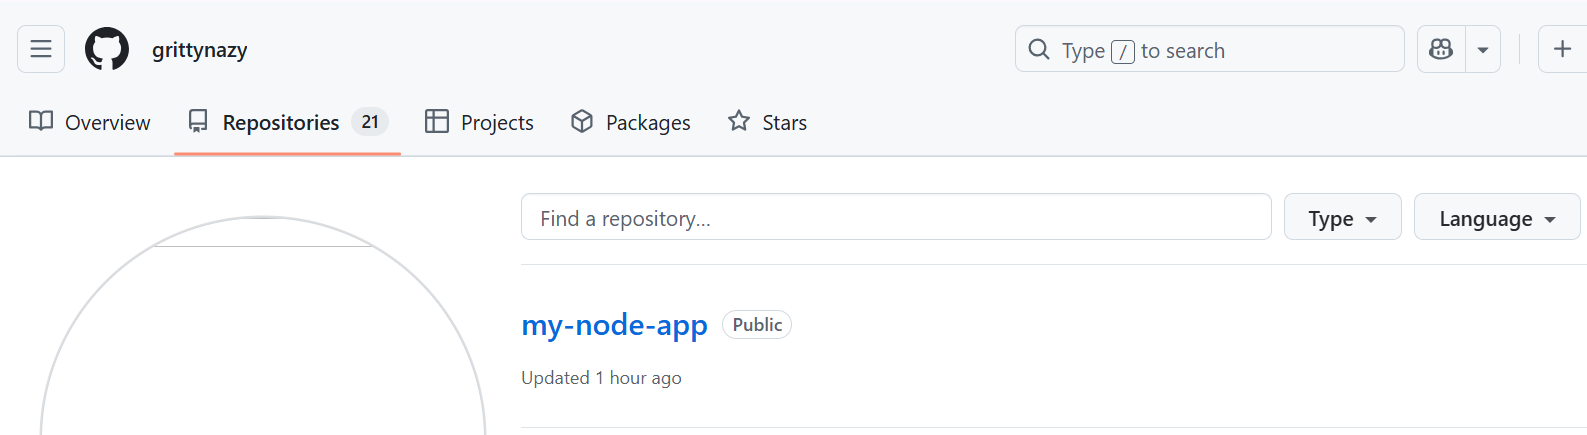 grittynazy
Type / to search
Overview
Repositories 21
Projects
Packages
Stars
Find a repository...
Type
Language
my-node-app Public
Updated 1 hour ago